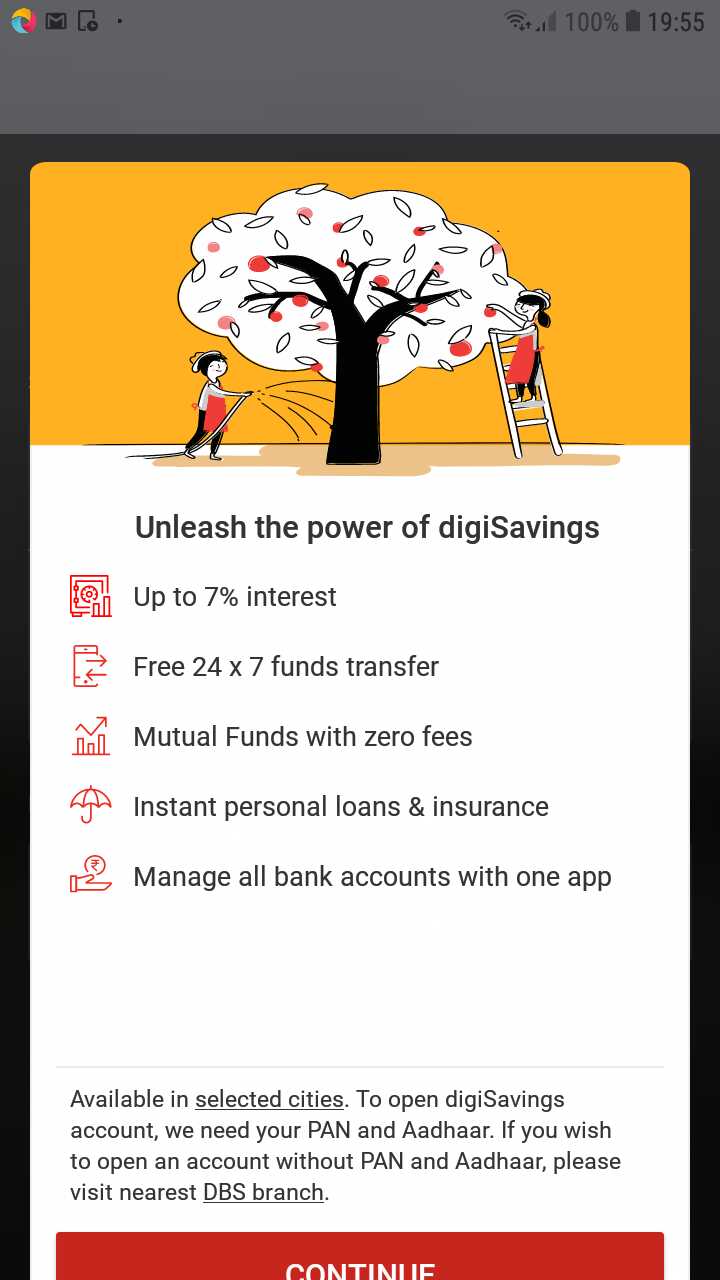 100% 19:55
Unleash the power of digiSavings
Up to 7% interest
Free 24 x 7 funds transfer
Mutual Funds with zero fees
Instant personal loans & insurance
Manage all bank accounts with one app
Available in selected cities. To open digiSavings
account, we need your PAN and Aadhaar. If you wish
to open an account without PAN and Aadhaar, please
visit nearest DBS branch.
CONTINUE